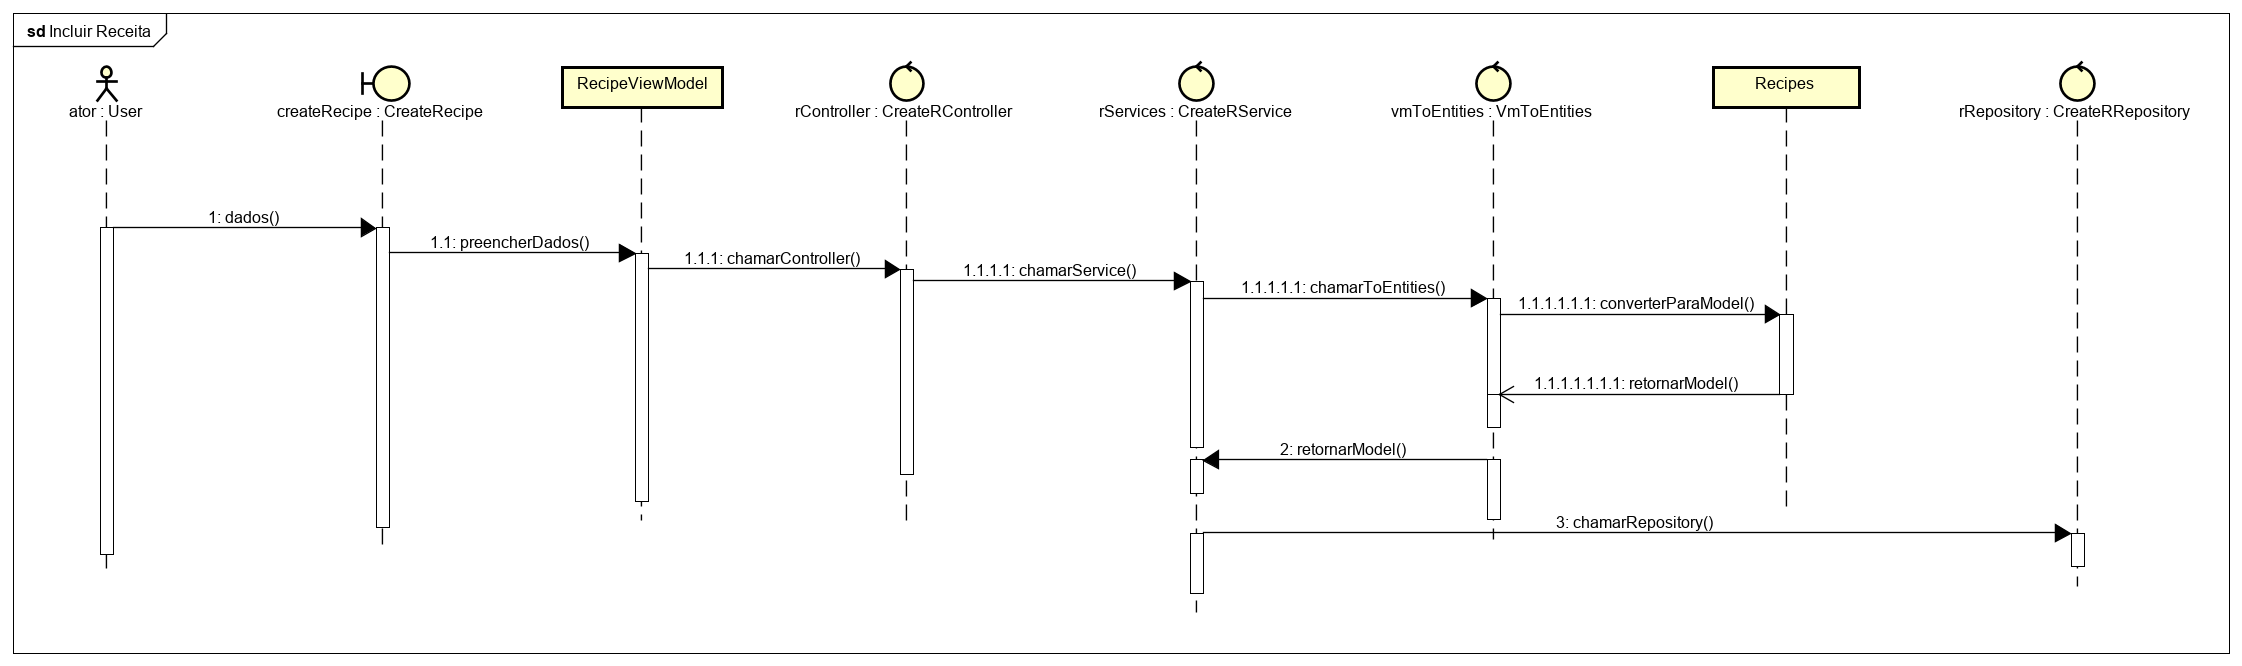 sd Incluir Receita
ator : User
createRecipe : CreateRecipe
RecipeViewModel
rController : CreateRController
rServices : CreateRService
vmToEntities : VmToEntities
Recipes
rRepository : CreateRRepository
1: dados()
1.1: preencherDados()
1.1.1: chamarController()
1.1.1.1: chamarService()
1.1.1.1.1: chamarToEntities()
1.1.1.1.1.1: converterParaModel()
1.1.1.1.1.1.1: retornarModel()
2: retornarModel()
3: chamarRepository()